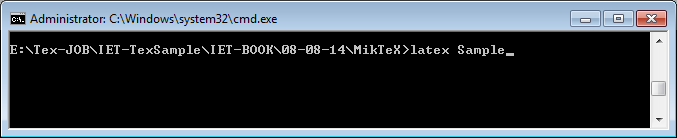 Administrator: C:\Windows\system32\cmd.exe
E:\Tex-JOB\IET-TexSample\IET-BOOK\08-08-14\MikTeX>latex Sample_